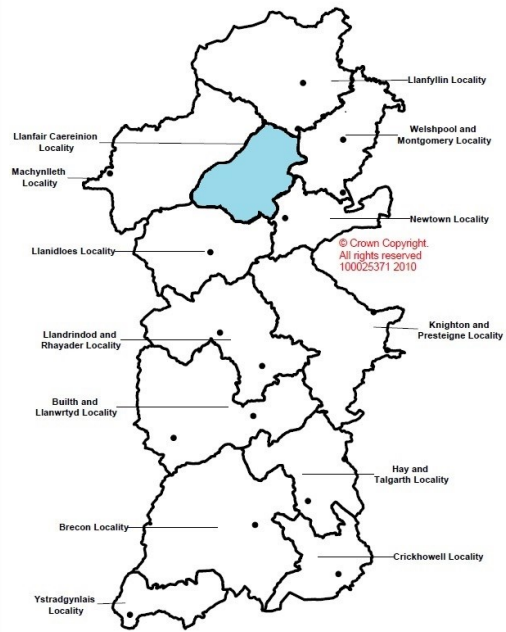 Llanfyllin Locality
Welshpool and
Montgomery Locality
Llanfair Caereinion
Locality
Machynlleth
Locality
Newtown Locality
© Crown Copyright.
All rights reserved
100025371 2010
Llanidloes Locality
Knighton and
Presteigne Locality
Llandrindod and
Rhayader Locality
Builth and
Llanwrtyd Locality
Hay and
Talgarth Locality
Brecon Locality
Crickhowell Locality
Ystradgynlais
Locality